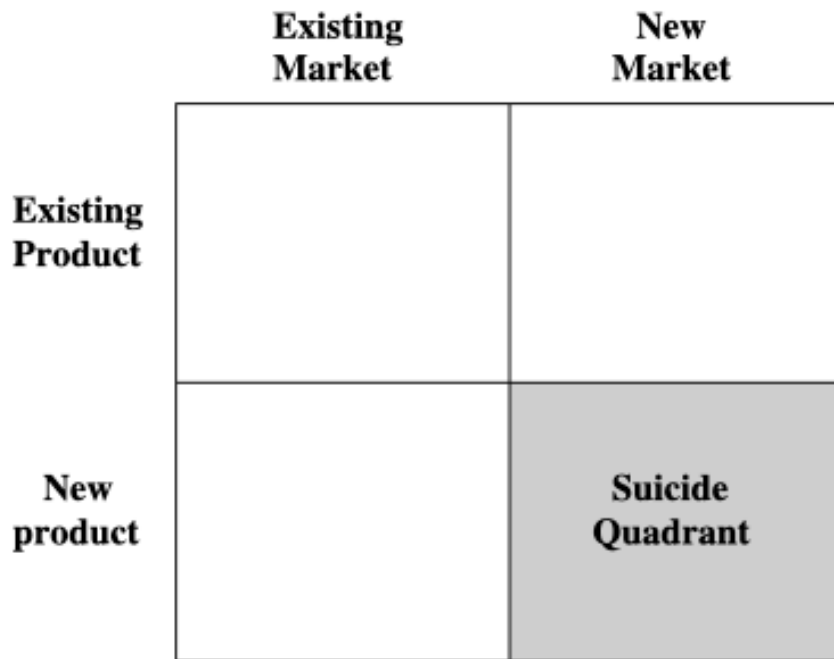 Existing
Market
New
Market
Existing
Product
New
product
Suicide
Quadrant